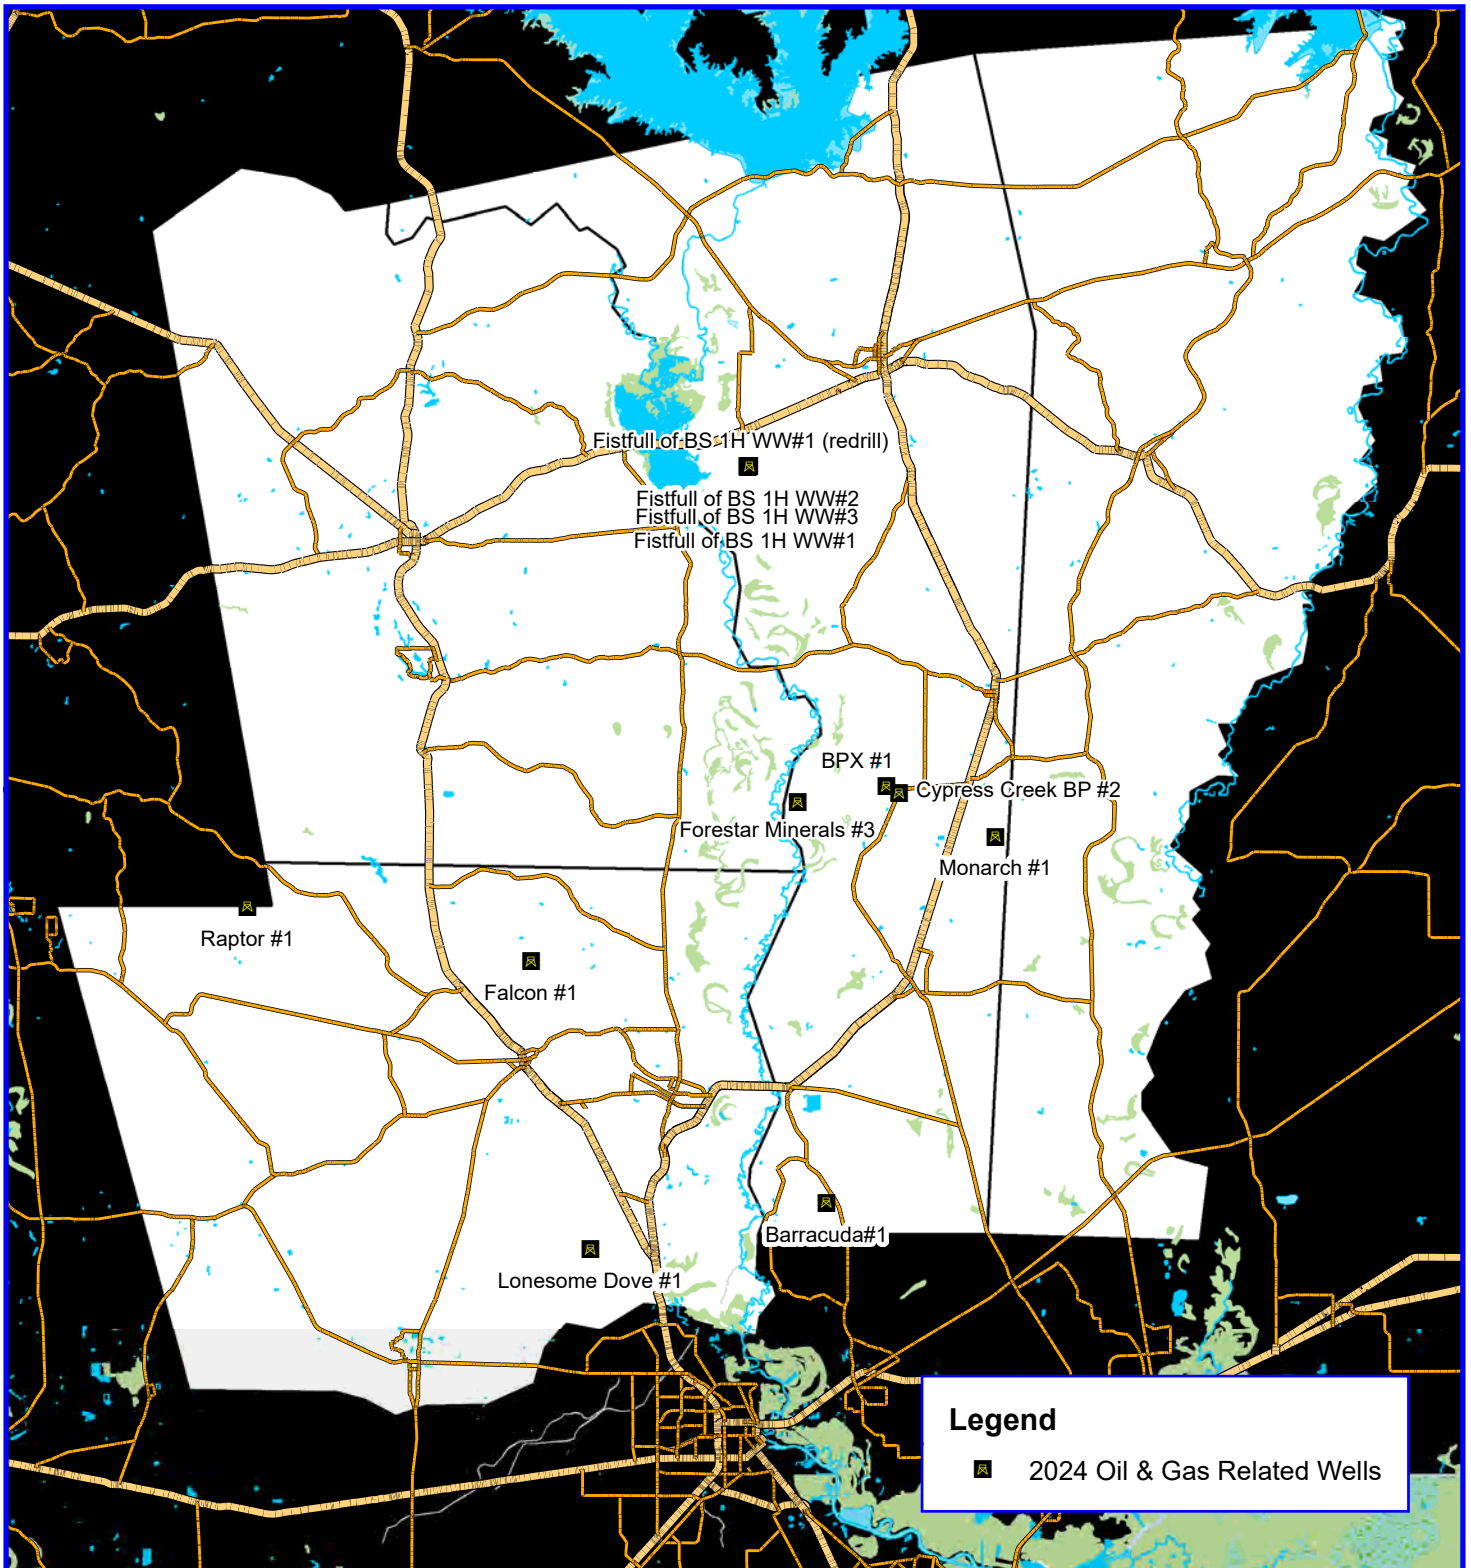 Fistfull of BS 1H WW#1 (redrill)
Fistfull of BS 1H WW#2
Fistfull of BS 1H WW#3
Fistfull of BS 1H WW#1
BPX #1
Cypress Creek BP #2
Forestar Minerals #3
Monarch #1
Raptor #1
Falcon #1
Barracuda#1
Lonesome Dove #1
Legend
2024 Oil & Gas Related Wells